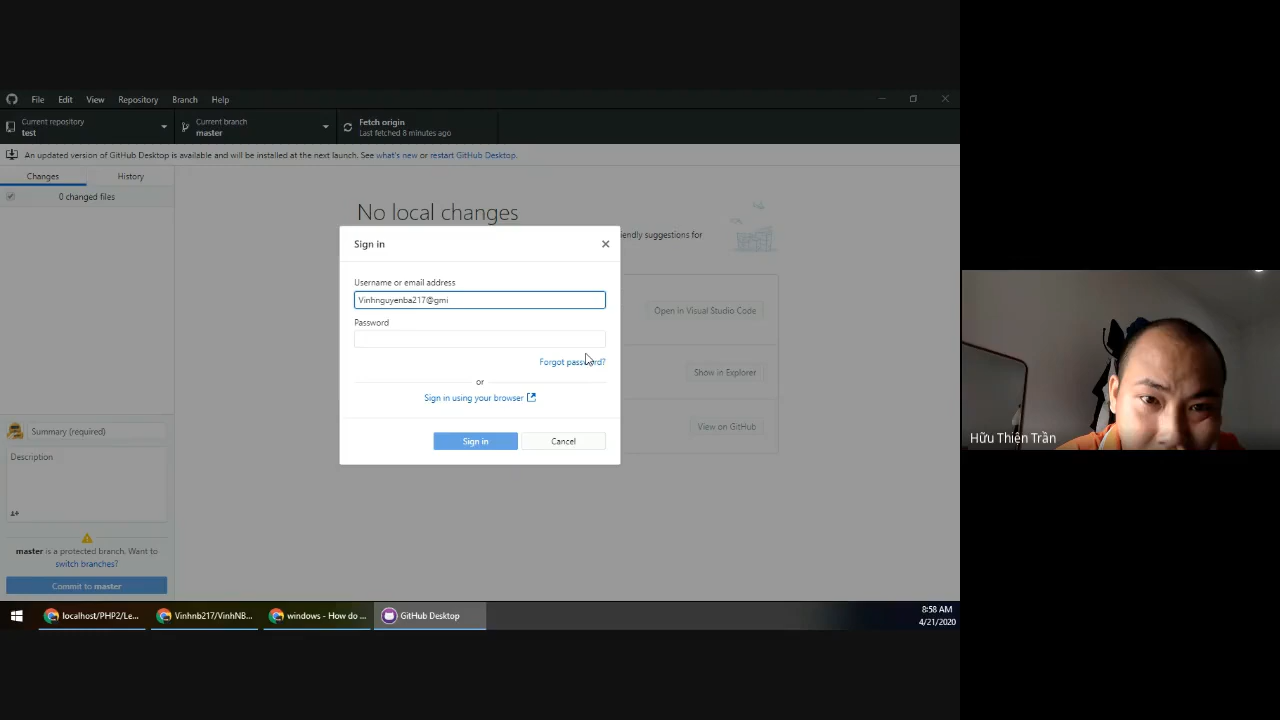 File Edit View Repository Branch Help
Current repository
test
Current branch
master
Fetch origin
Last fetched 8 minutes ago
An updated version of GitHub Desktop is available and will be installed at the next launch. See what's new or restart GitHub Desktop.
Changes
History
0 changed files
No local changes
endly suggestions for
Sign in
Username or email address
Vinhnguyenba217@gmi
Password
Forgot password?
or
Sign in using your browser
Sign in
Cancel
Open in Visual Studio Code
Show in Explorer
View on GitHub
Summary (required)
Description
master is a protected branch. Want to
switch branches?
Commit to master
Hữu Thiện Trần
localhost/PHP2/Le...
Vinhnb217/VinhNB...
windows - How do ...
GitHub Desktop
8:58 AM
4/21/2020